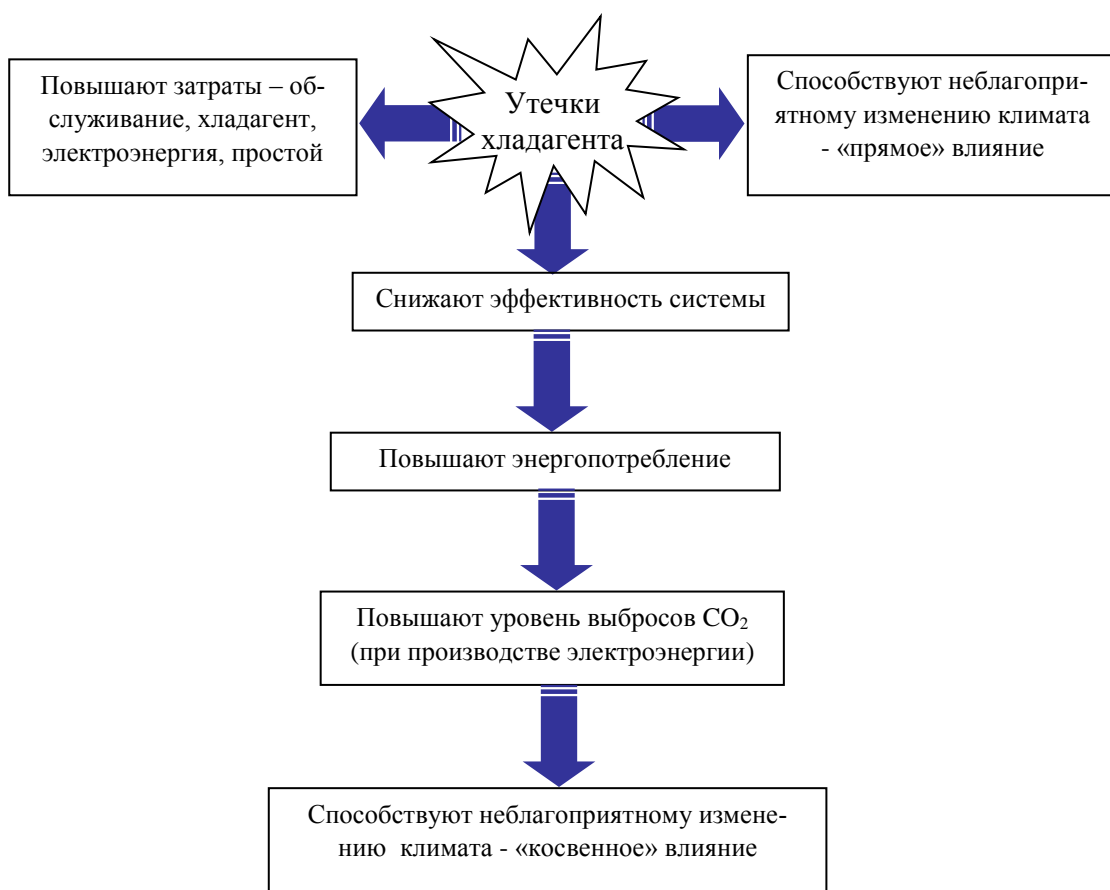 Повышают затраты – об-
служивание, хладагент,
электроэнергия, простой
Утечки
хладагента
Способствуют неблагопри-
ятному изменению климата
- «прямое» влияние
Снижают эффективность системы
Повышают энергопотребление
Повышают уровень выбросов CO₂
(при производстве электроэнергии)
Способствуют неблагоприятному измене-
нию климата - «косвенное» влияние